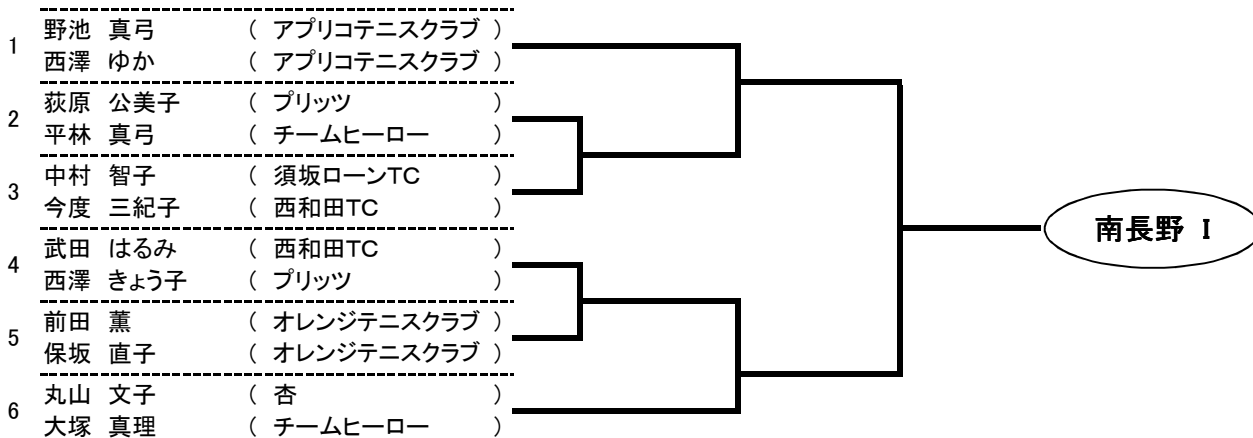 1 野池 真弓 ( アプリコテニスクラブ )
西澤 ゆか ( アプリコテニスクラブ )
2 荻原 公美子 ( プリッツ )
平林 真弓 ( チームヒーロー )
3 中村 智子 ( 須坂ローンTC )
今度 三紀子 ( 西和田TC )
4 武田 はるみ ( 西和田TC )
西澤 きょう子 ( プリッツ )
5 前田 薫 ( オレンジテニスクラブ )
保坂 直子 ( オレンジテニスクラブ )
6 丸山 文子 ( 杏 )
大塚 真理 ( チームヒーロー )
南長野 I